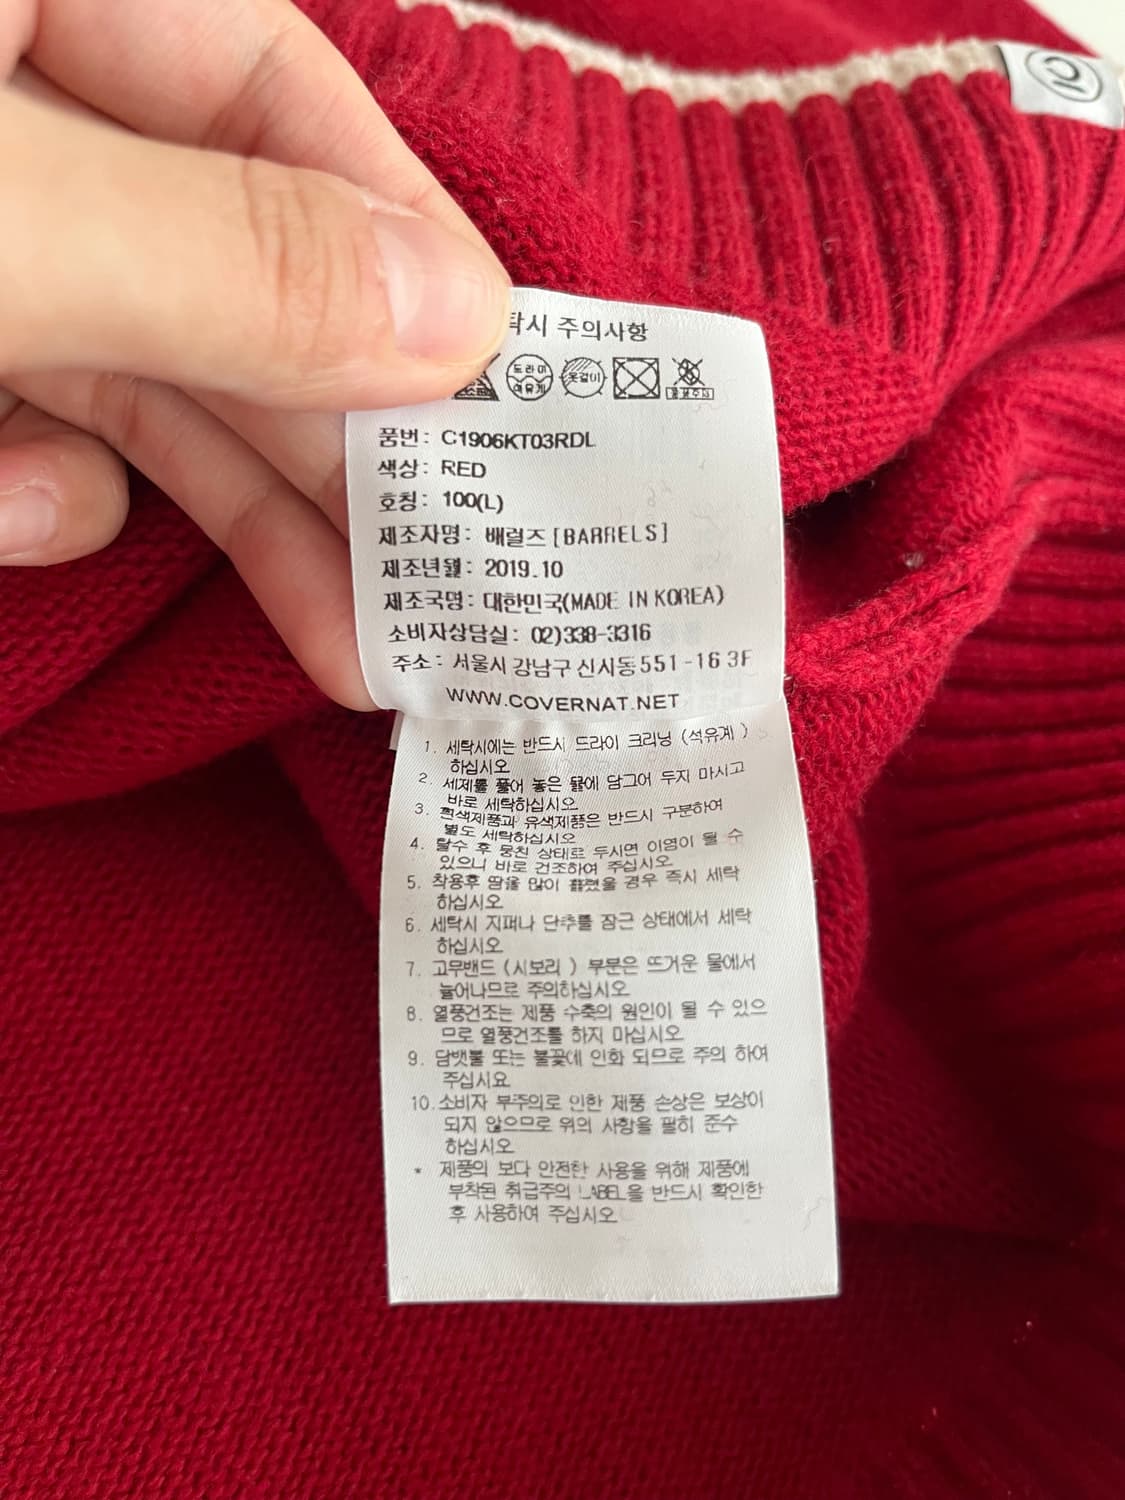 탁시 주의사항
드라이
석유계
옷걸이
품번: C1906KT03RDL
색상: RED
호칭: 100(L)
제조자명: 배럴즈 [BARRELS]
제조년월: 2019.10
제조국명: 대한민국(MADE IN KOREA)
소비자상담실: 02)338-3316
주소: 서울시 강남구 신사동 551-16 3F
WWW.COVERNAT.NET
1. 세탁시에는 반드시 드라이 크리닝 (석유계 )
하십시오
2. 세제를 풀어 놓은 물에 담그어 두지 마시고
바로 세탁하십시오
3. 흰색제품과 유색제품은 반드시 구분하여
별도 세탁하십시오
4. 탈수 후 뭉친 상태로 두시면 이염이 될 수
있으니 바로 건조하여 주십시오
5. 착용후 땀을 많이 흘렸을 경우 즉시 세탁
하십시오
6. 세탁시 지퍼나 단추를 잠근 상태에서 세탁
하십시오
7. 고무밴드 (시보리 ) 부분은 뜨거운 물에서
늘어나므로 주의하십시오
8. 열풍건조는 제품 수축의 원인이 될 수 있으
므로 열풍건조를 하지 마십시오
9. 담뱃불 또는 불꽃에 인화 되므로 주의 하여
주십시요
10. 소비자 부주의로 인한 제품 손상은 보상이
되지 않으므로 위의 사항을 필히 준수
하십시오
* 제품의 보다 안전한 사용을 위해 제품에
부착된 취급주의 LABEL을 반드시 확인한
후 사용하여 주십시오